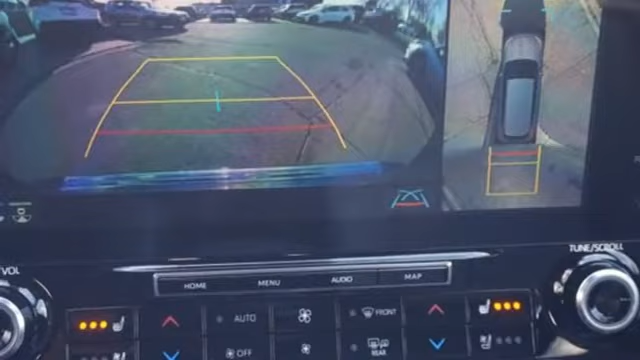 TUNE/SCROLL
VOL
HOME MENU AUDIO MAP
AUTO FRONT
OFF REAR